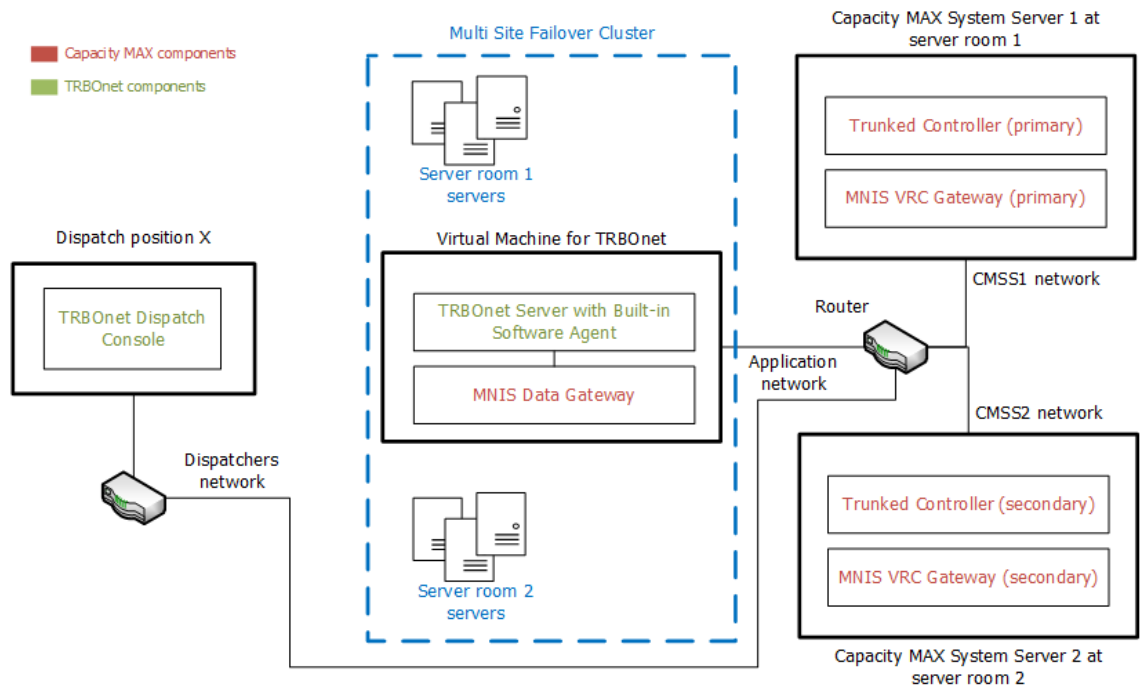 Capacity MAX components
TRBOnet components
Multi Site Failover Cluster
Server room 1
servers
Capacity MAX System Server 1 at
server room 1
Trunked Controller (primary)
MNIS VRC Gateway (primary)
Dispatch position X
TRBOnet Dispatch
Console
Virtual Machine for TRBOnet
TRBOnet Server with Built-in
Software Agent
MNIS Data Gateway
Router
Application
network
CMSS1 network
CMSS2 network
Dispatchers
network
Server room 2
servers
Trunked Controller (secondary)
MNIS VRC Gateway (secondary)
Capacity MAX System Server 2 at
server room 2